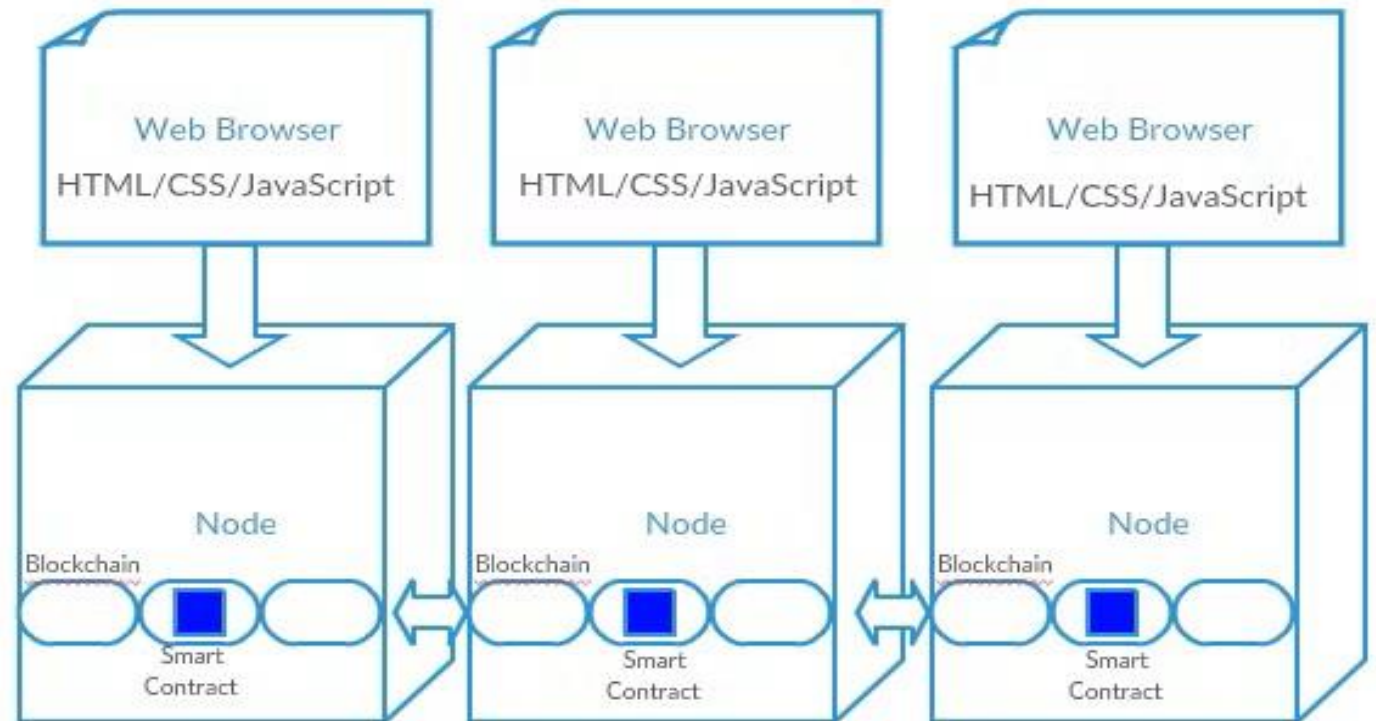 Web Browser
HTML/CSS/JavaScript
Web Browser
HTML/CSS/JavaScript
Web Browser
HTML/CSS/JavaScript
Node
Blockchain
Smart
Contract
Node
Blockchain
Smart
Contract
Node
Blockchain
Smart
Contract